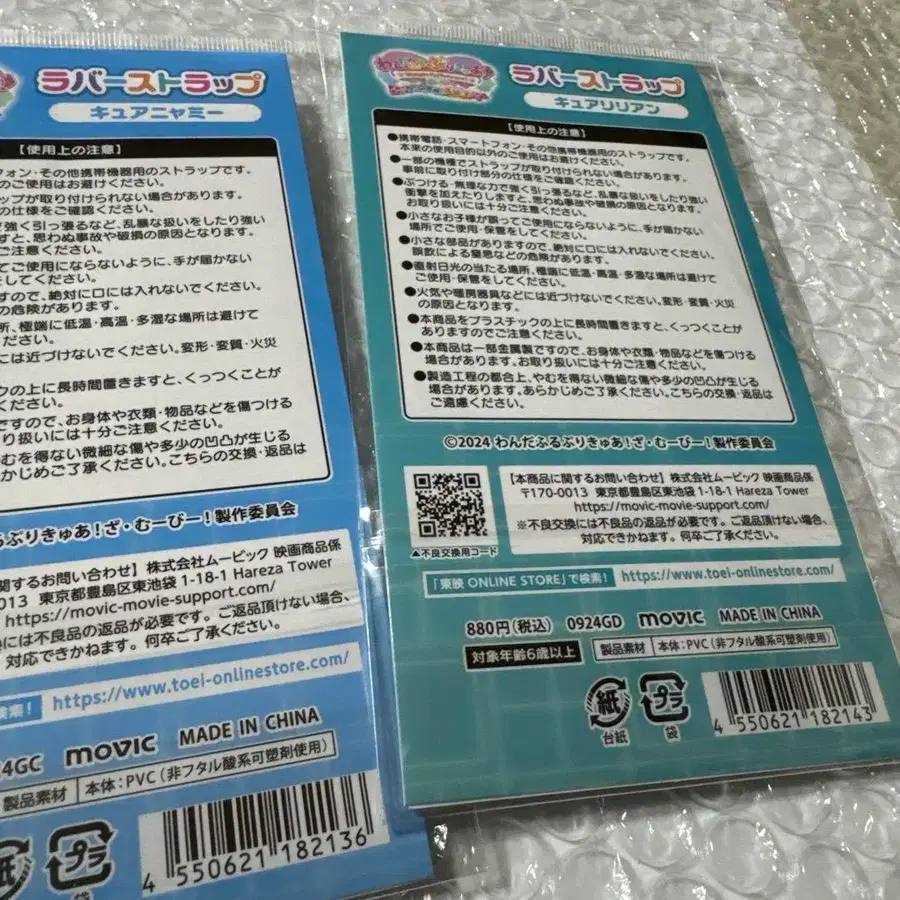 ラバーストラップ
キュアニャミー
【使用上の注意】
フォン・その他携帯機器用のストラップです。
のご使用はお避けください。
ップが取り付けられない場合があります。
の仕様をご確認ください。
強く引っ張るなど、乱暴な扱いをしたり強い
すと、思わぬ事故や破損の原因となります。
ご注意ください。
てご使用にならないように、手が届かない
してください。
ますので、絶対に口には入れないでください。
の危険があります。
所、極端に低温・高温・多湿な場所は避けて
には近づけないでください。変形・変質・火災
クの上に長時間置きますと、くっつくことが
ください。
ですので、お身体や衣類・物品などを傷つける
り扱いには十分ご注意ください。
むを得ない微細な傷や多少の凹凸が生じる
かじめご了承ください。こちらの交換・返品は
るぷりきゅあ!ざ・むーびー!製作委員会
関するお問い合わせ】株式会社ムービック 映画商品係
0013 東京都豊島区東池袋 1-18-1 Hareza Tower
https://movic-movie-support.com/
には不良品の返品が必要です。ご返品頂けない場合、
対応できかねます。何卒ご了承ください。
検索! https://www.toei-onlinestore.com/
4GC movic MADE IN CHINA
製品素材 本体:PVC(非フタル酸系可塑剤使用)
紙 プラ
袋
4 550621 182136
わんだふるぷりきゅあ!
ラバーストラップ
キュアリリアン
【使用上の注意】
●携帯電話・スマートフォン・その他携帯機器用のストラップです。
本来の使用目的以外のご使用はお避けください。
●一部の機種でストラップが取り付けられない場合があります。
事前に取り付け部分の仕様をご確認ください。
●ぶつける・無理な力で強く引っ張るなど、乱暴な扱いをしたり強い
衝撃を加えたりしますと、思わぬ事故や破損の原因となります。
お取り扱いには十分ご注意ください。
●小さなお子様が誤ってご使用にならないように、手が届かない
場所でご使用・保管をしてください。
●小さな部品がありますので、絶対に口に入れないでください。
誤飲による窒息などの危険があります。
●直射日光の当たる場所、極端に低温・高温・多湿な場所は避けて
ご使用・保管をしてください。
●火気や暖房器具などには近づけないでください。変形・変質・火災
の原因となります。
●本商品をプラスチックの上に長時間置きますと、くっつくことが
ありますのでご注意ください。
●本商品は一部金属製ですので、お身体や衣類・物品などを傷つける
場合があります。お取り扱いには十分ご注意ください。
●製造工程の都合上、やむを得ない微細な傷や多少の凹凸が生じる
場合があります。あらかじめご了承ください。こちらの交換・返品は
ご遠慮ください。
©2024 わんだふるぷりきゅあ!ざ・むーびー!製作委員会
【本商品に関するお問い合わせ】株式会社ムービック 映画商品係
〒170-0013 東京都豊島区東池袋 1-18-1 Hareza Tower
https://movic-movie-support.com/
※不良交換には不良品の返品が必要です。ご返品頂けない場合、
対応できかねます。何卒ご了承ください。
▲不良交換用コード
「東映 ONLINE STORE」で検索! https://www.toei-onlinestore.com/
880円(税込) 0924GD movic MADE IN CHINA
対象年齢6歳以上 製品素材 本体:PVC(非フタル酸系可塑剤使用)
紙 プラ
台紙 袋
4 550621 182143